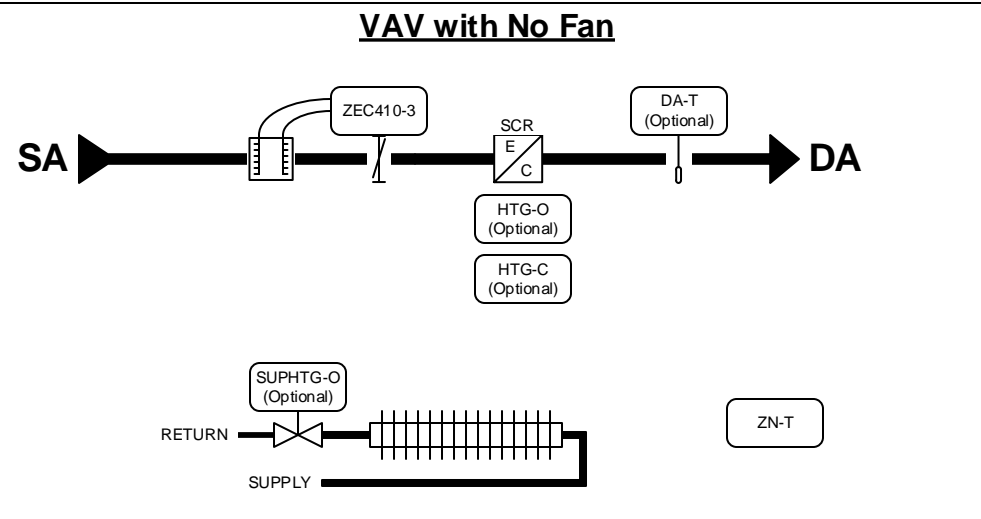 VAV with No Fan
ZEC410-3
DA-T
(Optional)
SCR
E
C
SA
DA
HTG-O
(Optional)
HTG-C
(Optional)
SUPHTG-O
(Optional)
RETURN
SUPPLY
ZN-T